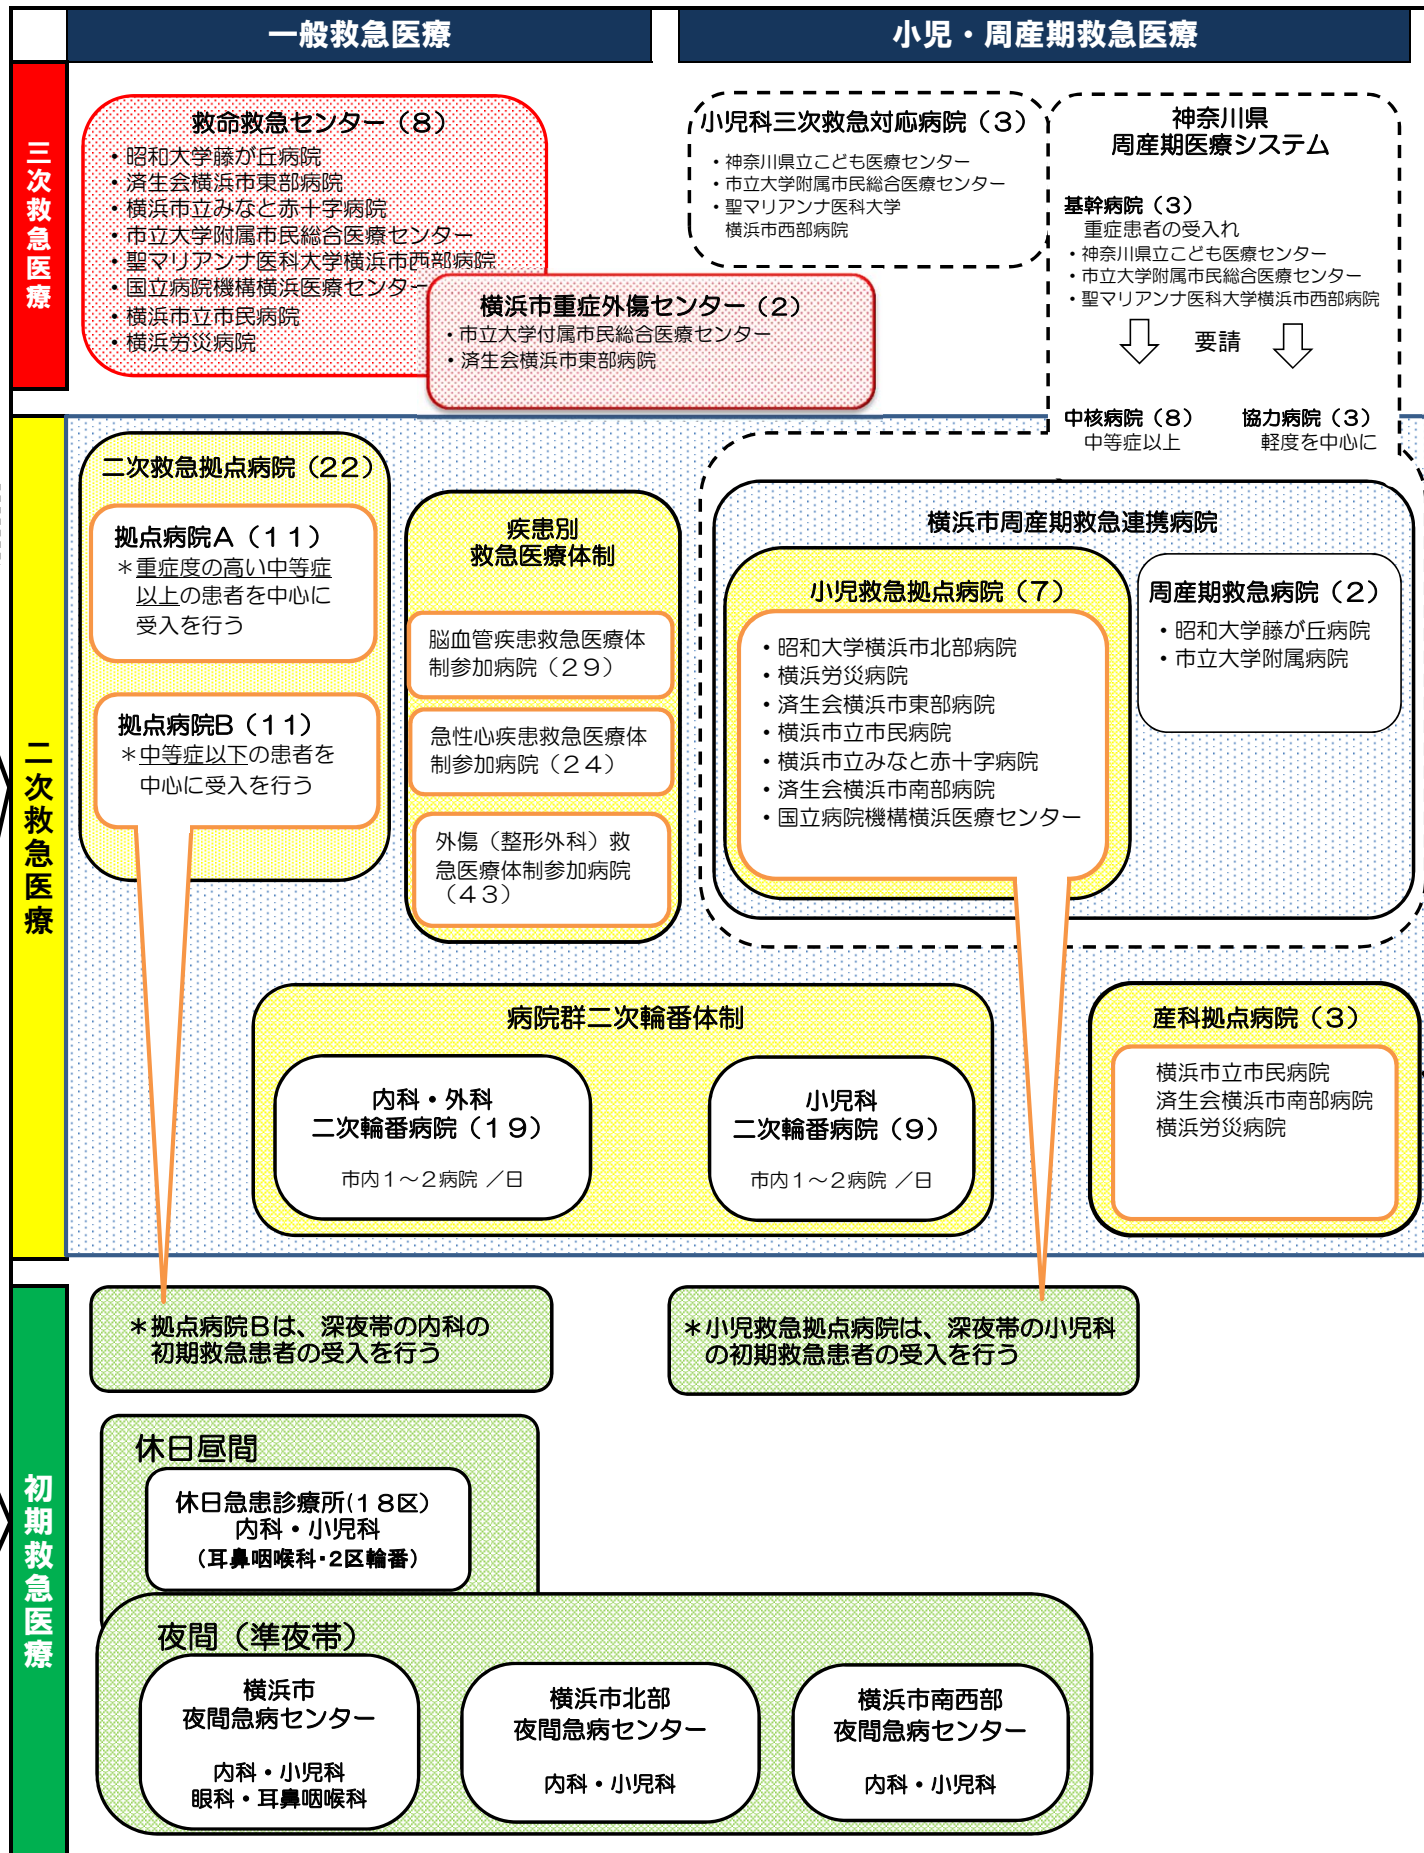 一般救急医療
小児・周産期救急医療
三次救急医療
救命救急センター（８）
・昭和大学藤が丘病院
・済生会横浜市東部病院
・横浜市立みなと赤十字病院
・市立大学附属市民総合医療センター
・聖マリアンナ医科大学横浜市西部病院
・国立病院機構横浜医療センター
・横浜市立市民病院
・横浜労災病院
横浜市重症外傷センター（２）
・市立大学付属市民総合医療センター
・済生会横浜市東部病院
小児科三次救急対応病院（３）
・神奈川県立こども医療センター
・市立大学附属市民総合医療センター
・聖マリアンナ医科大学
横浜市西部病院
神奈川県
周産期医療システム
基幹病院（３）
重症患者の受入れ
・神奈川県立こども医療センター
・市立大学附属市民総合医療センター
・聖マリアンナ医科大学横浜市西部病院
要請
中核病院（８）
中等症以上
協力病院（３）
軽度を中心に
二次救急医療
二次救急拠点病院（２２）
拠点病院Ａ（１１）
＊重症度の高い中等症
以上の患者を中心に
受入を行う
拠点病院Ｂ（１１）
＊中等症以下の患者を
中心に受入を行う
疾患別
救急医療体制
脳血管疾患救急医療体
制参加病院（２９）
急性心疾患救急医療体
制参加病院（２４）
外傷（整形外科）救
急医療体制参加病院
（４３）
横浜市周産期救急連携病院
小児救急拠点病院（７）
・昭和大学横浜市北部病院
・横浜労災病院
・済生会横浜市東部病院
・横浜市立市民病院
・横浜市立みなと赤十字病院
・済生会横浜市南部病院
・国立病院機構横浜医療センター
周産期救急病院（２）
・昭和大学藤が丘病院
・市立大学附属病院
病院群二次輪番体制
内科・外科
二次輪番病院（１９）
市内１～２病院 ／日
小児科
二次輪番病院（９）
市内１～２病院 ／日
産科拠点病院（３）
横浜市立市民病院
済生会横浜市南部病院
横浜労災病院
初期救急医療
＊拠点病院Ｂは、深夜帯の内科の
初期救急患者の受入を行う
＊小児救急拠点病院は、深夜帯の小児科
の初期救急患者の受入を行う
休日昼間
休日急患診療所(１８区)
内科・小児科
（耳鼻咽喉科・2区輪番）
夜間（準夜帯）
横浜市
夜間急病センター
内科・小児科
眼科・耳鼻咽喉科
横浜市北部
夜間急病センター
内科・小児科
横浜市南西部
夜間急病センター
内科・小児科